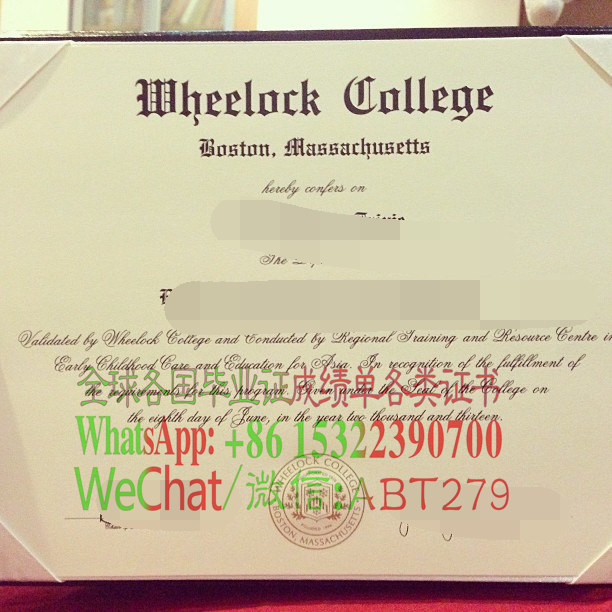 Wheelock College
Boston, Massachusetts
hereby confers on
The
Validated by Wheelock College and Conducted by Regional Training and Resource Centre in
Early Childhood Care and Education for Asia. In recognition of the fulfillment of
全球各国毕业证成绩单各类证书
the requirements for this program. Given under the Seal of the College on
the eighth day of June, in the year two thousand and thirteen.
WhatsApp: +86 15322390700
WeChat/微信: ABT279
WHEELOCK COLLEGE
BOSTON, MASSACHUSETTS